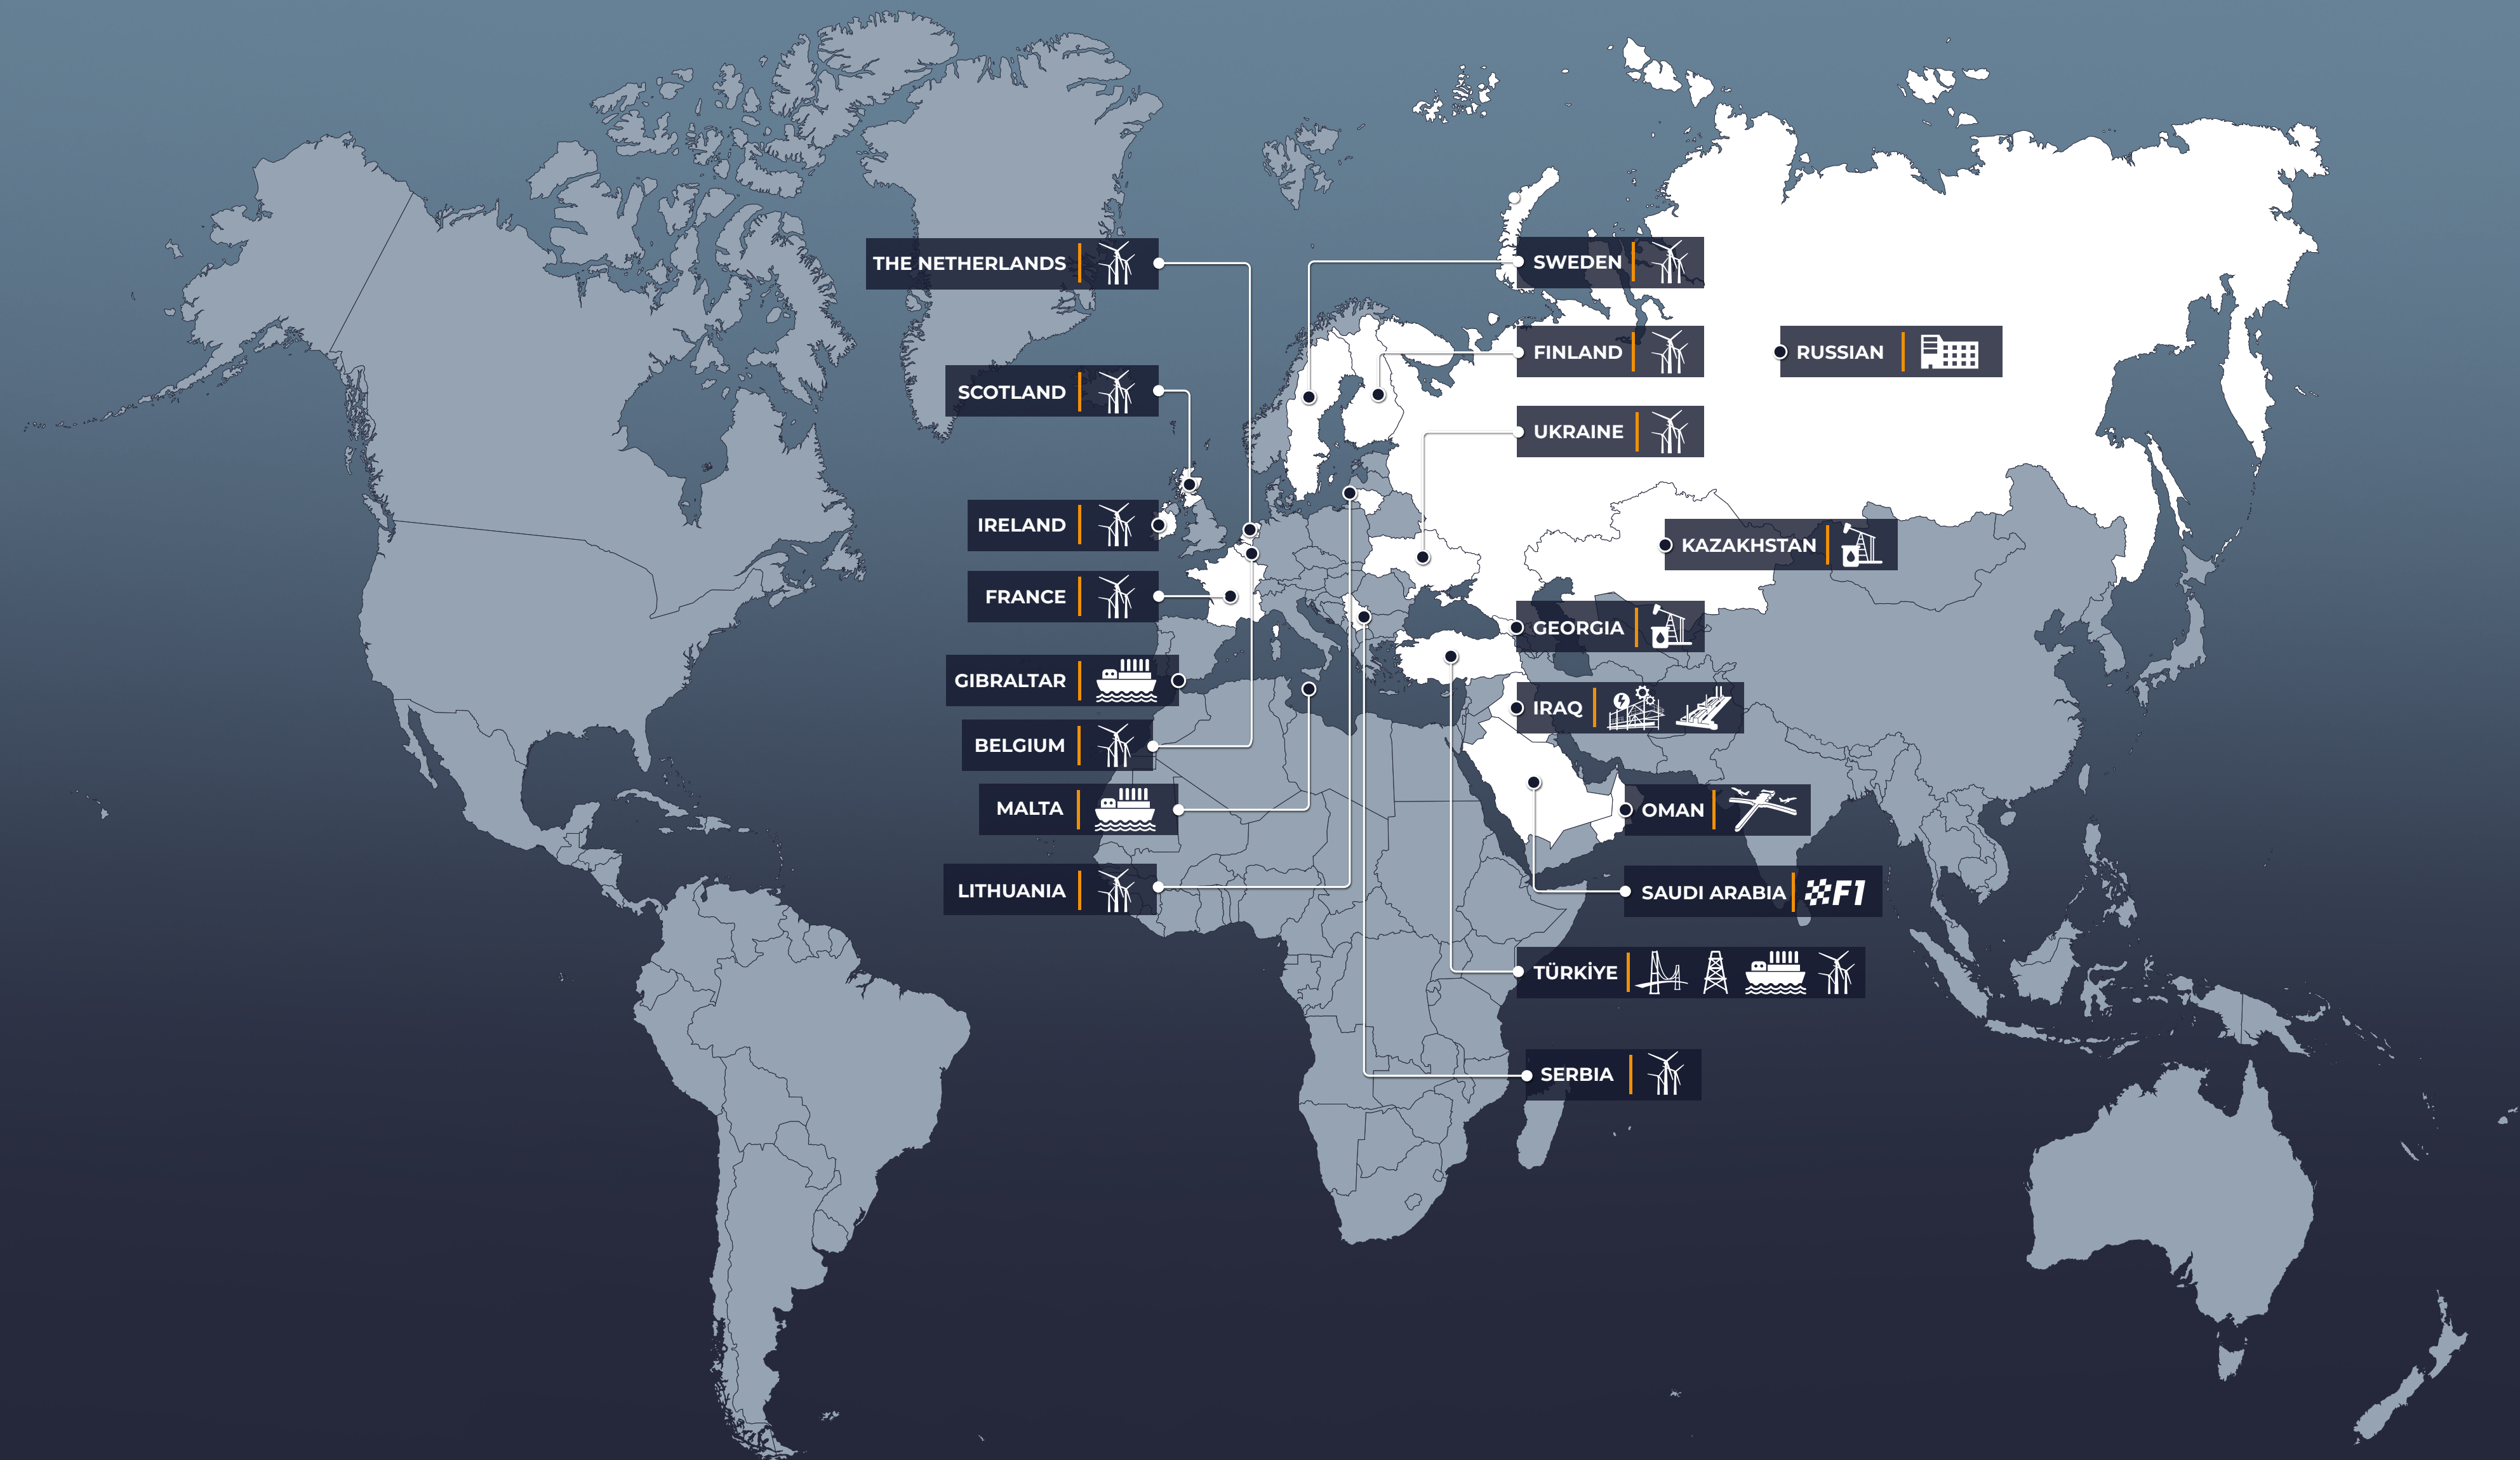 THE NETHERLANDS
SWEDEN
FINLAND
RUSSIAN
SCOTLAND
UKRAINE
IRELAND
KAZAKHSTAN
FRANCE
GEORGIA
GIBRALTAR
IRAQ
BELGIUM
MALTA
OMAN
LITHUANIA
SAUDI ARABIA F1
TÜRKİYE
SERBIA